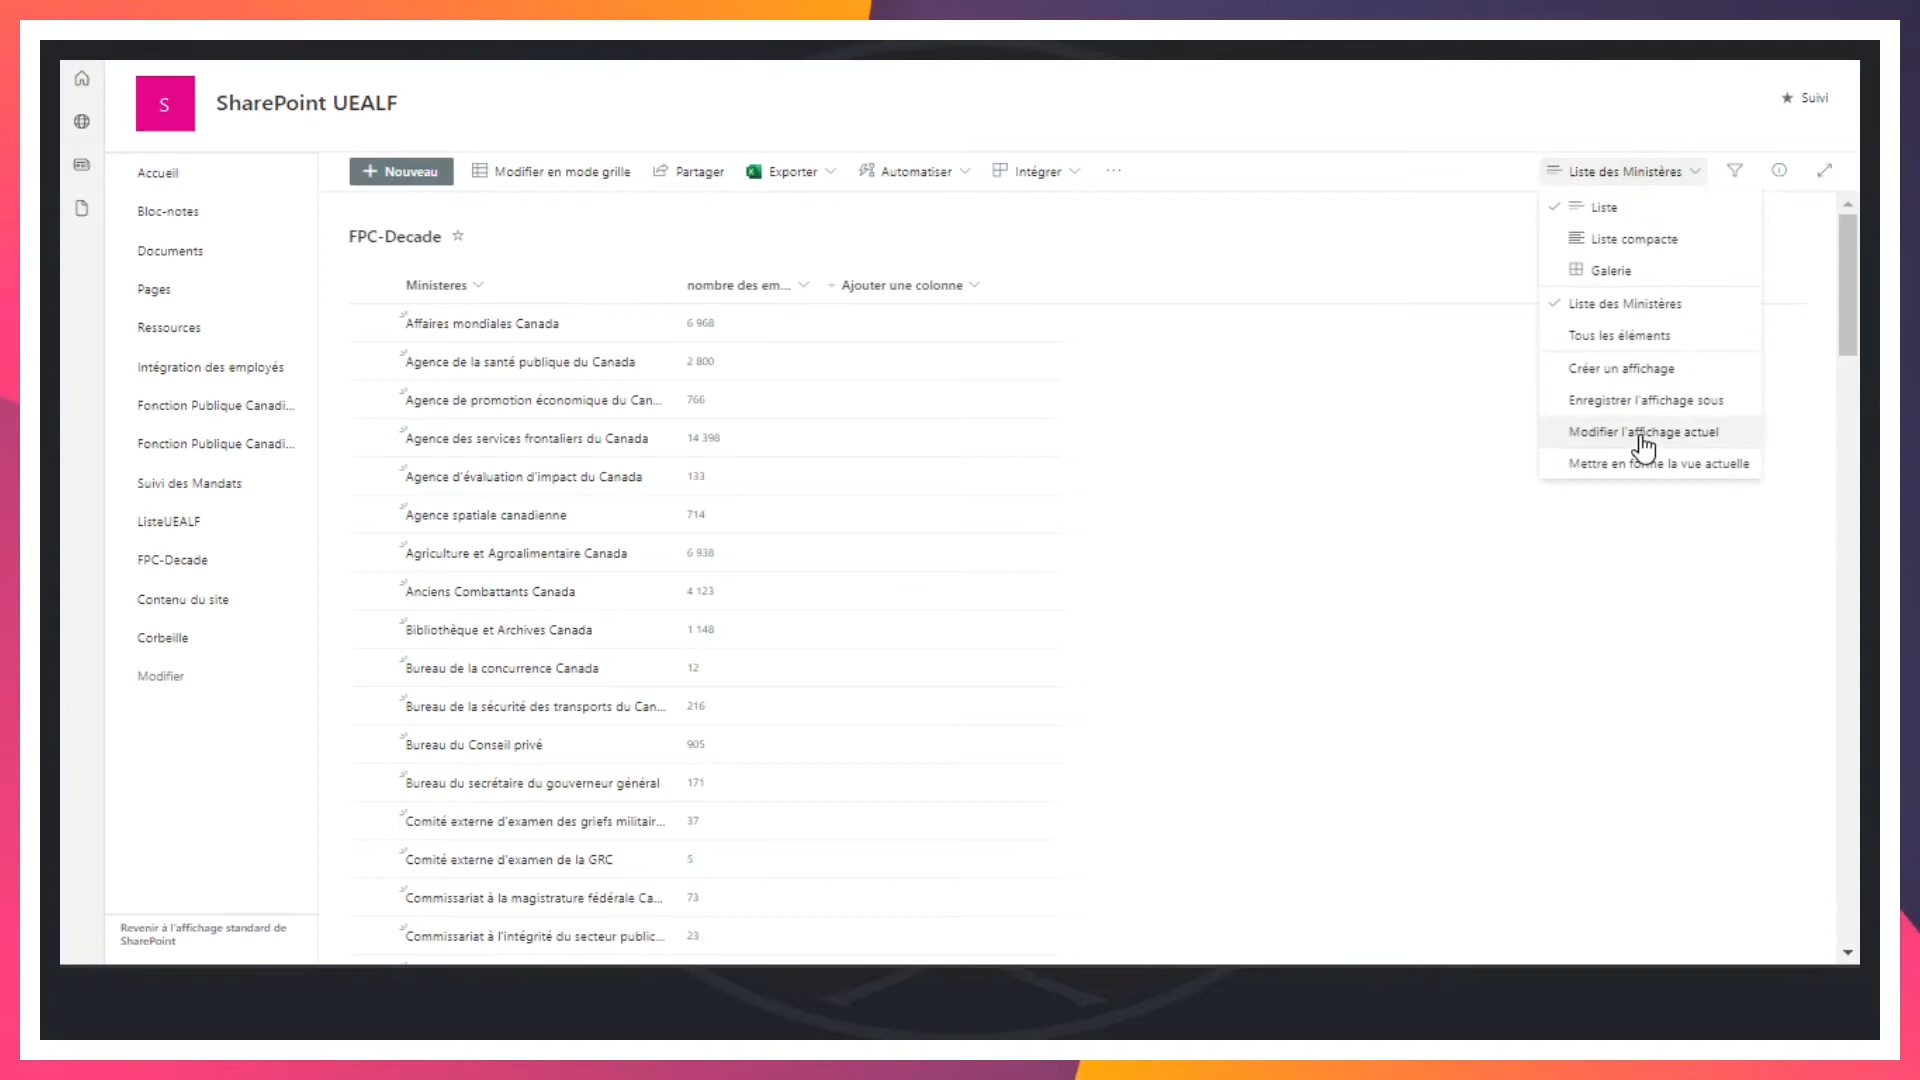 S
SharePoint UEALF
Suivi
Accueil
Bloc-notes
Documents
Pages
Ressources
Intégration des employés
Fonction Publique Canadi...
Fonction Publique Canadi...
Suivi des Mandats
ListeUEALF
FPC-Decade
Contenu du site
Corbeille
Modifier
Revenir à l'affichage standard de
SharePoint
+ Nouveau
Modifier en mode grille
Partager
Exporter
Automatiser
Intégrer
...
Liste des Ministères
FPC-Decade
Ministeres
nombre des em...
+ Ajouter une colonne
Affaires mondiales Canada 6 968
Agence de la santé publique du Canada 2 800
Agence de promotion économique du Can... 766
Agence des services frontaliers du Canada 14 398
Agence d'évaluation d'impact du Canada 133
Agence spatiale canadienne 714
Agriculture et Agroalimentaire Canada 6 938
Anciens Combattants Canada 4 123
Bibliothèque et Archives Canada 1 148
Bureau de la concurrence Canada 12
Bureau de la sécurité des transports du Can... 216
Bureau du Conseil privé 905
Bureau du secrétaire du gouverneur général 171
Comité externe d'examen des griefs militair... 37
Comité externe d'examen de la GRC 5
Commissariat à la magistrature fédérale Ca... 73
Commissariat à l'intégrité du secteur public... 23
Liste
Liste compacte
Galerie
Liste des Ministères
Tous les éléments
Créer un affichage
Enregistrer l'affichage sous
Modifier l'affichage actuel
Mettre en forme la vue actuelle